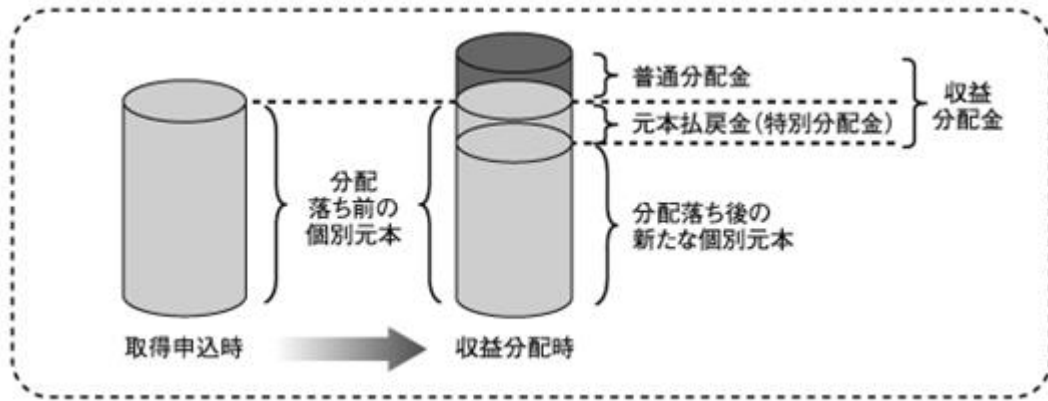 普通分配金
元本払戻金（特別分配金）
収益
分配金
分配
落ち前の
個別元本
分配落ち後の
新たな個別元本
取得申込時
収益分配時